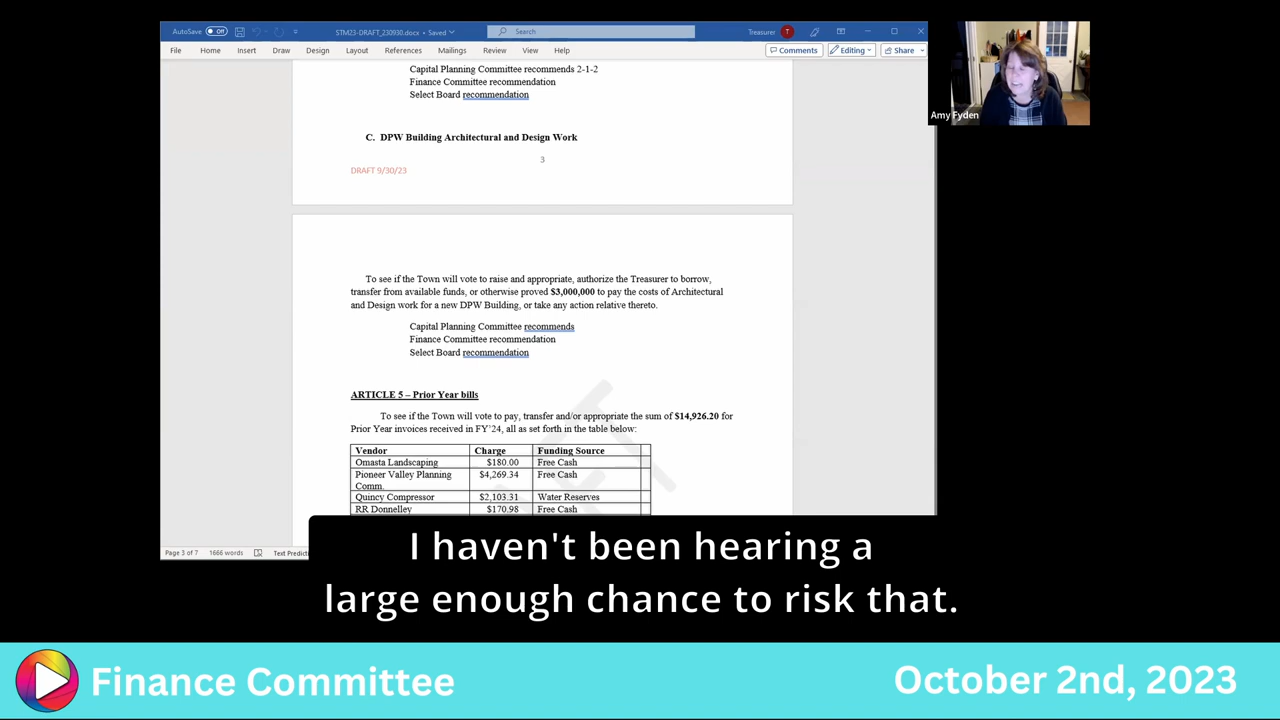 AutoSave Off STM23-DRAFT_230930.docx • Saved Search Treasurer T
File Home Insert Draw Design Layout References Mailings Review View Help Comments Editing Share
Capital Planning Committee recommends 2-1-2
Finance Committee recommendation
Select Board recommendation
C. DPW Building Architectural and Design Work
3
DRAFT 9/30/23
To see if the Town will vote to raise and appropriate, authorize the Treasurer to borrow,
transfer from available funds, or otherwise proved $3,000,000 to pay the costs of Architectural
and Design work for a new DPW Building, or take any action relative thereto.
Capital Planning Committee recommends
Finance Committee recommendation
Select Board recommendation
ARTICLE 5 – Prior Year bills
To see if the Town will vote to pay, transfer and/or appropriate the sum of $14,926.20 for
Prior Year invoices received in FY'24, all as set forth in the table below:
Vendor Charge Funding Source
Omasta Landscaping $180.00 Free Cash
Pioneer Valley Planning $4,269.34 Free Cash
Comm.
Quincy Compressor $2,103.31 Water Reserves
RR Donnelley $170.98 Free Cash
Page 3 of 7 1666 words Text Predicti
Amy Fyden
I haven't been hearing a
large enough chance to risk that.
Finance Committee
October 2nd, 2023